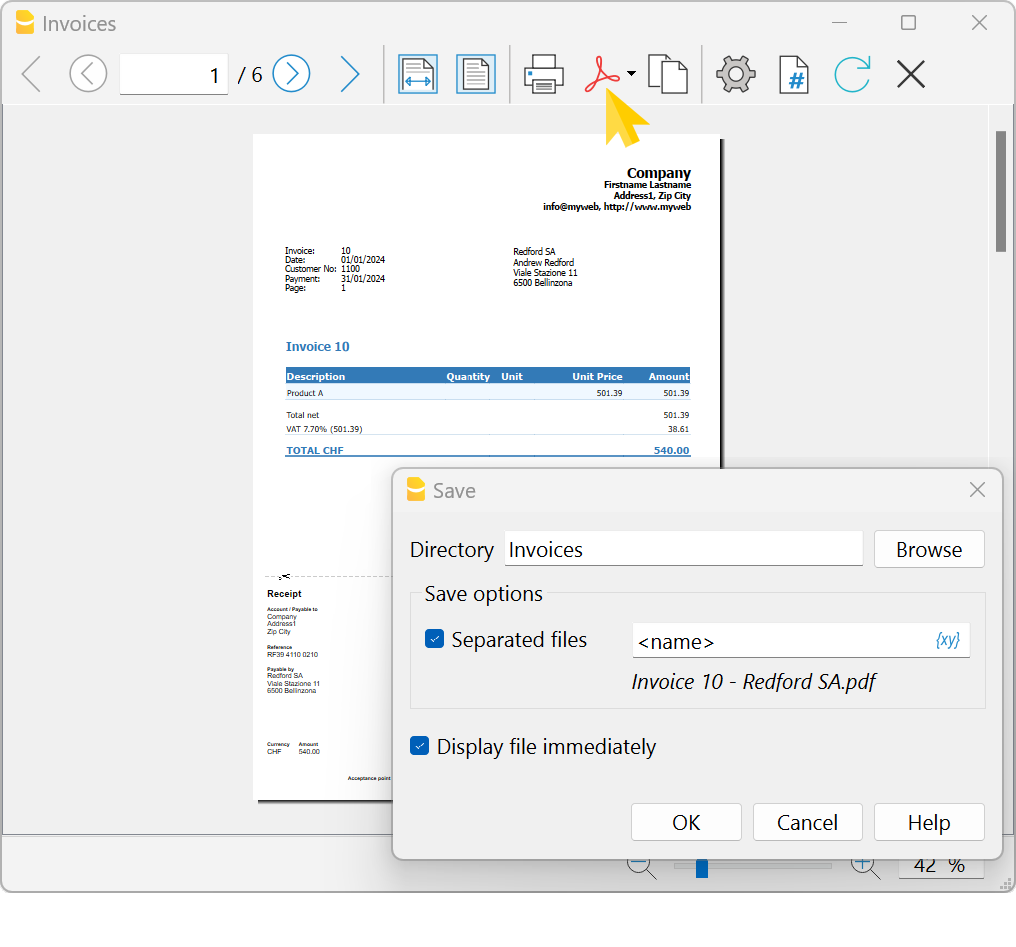 Invoices
1 / 6
#
Company
Firstname Lastname
Address1, Zip City
info@myweb, http://www.myweb
Invoice: 10
Date: 01/01/2024
Customer No: 1100
Payment: 31/01/2024
Page: 1
Redford SA
Andrew Redford
Viale Stazione 11
6500 Bellinzona
Invoice 10
Description Quantity Unit Unit Price Amount
Product A 501.39 501.39
Total net 501.39
VAT 7.70% (501.39) 38.61
TOTAL CHF 540.00
Receipt
Account / Payable to
Company
Address1
Zip City
Reference
RF39 4110 0210
Payable by
Redford SA
Viale Stazione 11
6500 Bellinzona
Currency Amount
CHF 540.00
Acceptance point
Save
Directory Invoices Browse
Save options
Separated files <name> {xy}
Invoice 10 - Redford SA.pdf
Display file immediately
OK Cancel Help
42 %